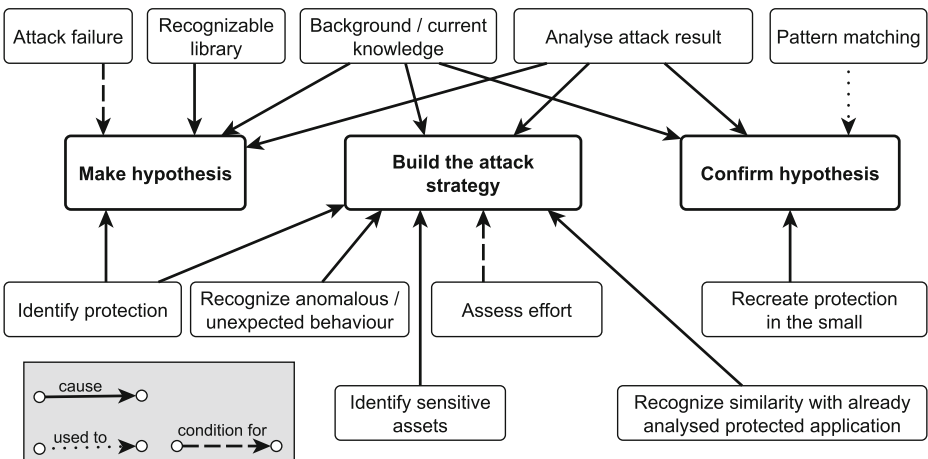 Attack failure
Recognizable
library
Background / current
knowledge
Analyse attack result
Pattern matching
Make hypothesis
Build the attack
strategy
Confirm hypothesis
Identify protection
Recognize anomalous /
unexpected behaviour
Assess effort
Recreate protection
in the small
Identify sensitive
assets
Recognize similarity with already
analysed protected application
cause
used to
condition for